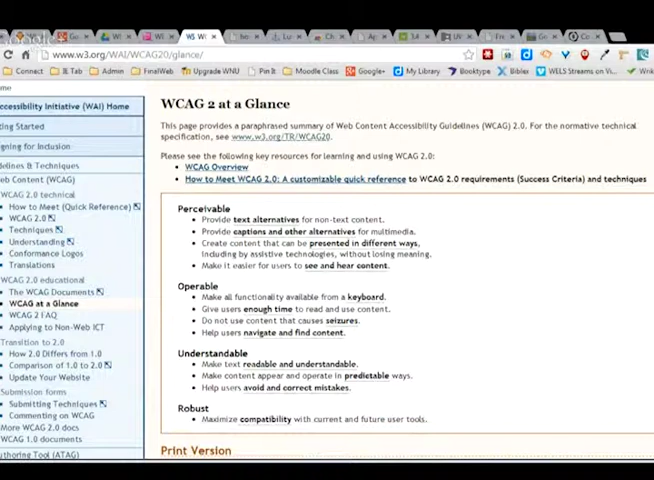 www.w3.org/WAI/WCAG20/glance/
Connect
IE Tab
Admin
FinalWeb
Upgrade WNU
Pin It
Moodle Class
Google+
My Library
Booktype
Xibles
WELS Streams on
ccessibility Initiative (WAI) Home
tting Started
igning for Inclusion
delines & Techniques
eb Content (WCAG)
WCAG 2.0 technical
How to Meet (Quick Reference)
WCAG 2.0
Techniques
Understanding
Conformance Logos
Translations
WCAG 2.0 educational
The WCAG Documents
WCAG at a Glance
WCAG 2 FAQ
Applying to Non-Web ICT
Transition to 2.0
How 2.0 Differs from 1.0
Comparison of 1.0 to 2.0
Update Your Website
Submission forms
Submitting Techniques
Commenting on WCAG
More WCAG 2.0 docs
WCAG 1.0 documents
uthoring Tool (ATAG)
WCAG 2 at a Glance
This page provides a paraphrased summary of Web Content Accessibility Guidelines (WCAG) 2.0. For the normative technical
specification, see www.w3.org/TR/WCAG20.
Please see the following key resources for learning and using WCAG 2.0:
• WCAG Overview
• How to Meet WCAG 2.0: A customizable quick reference to WCAG 2.0 requirements (Success Criteria) and techniques
Perceivable
• Provide text alternatives for non-text content.
• Provide captions and other alternatives for multimedia.
• Create content that can be presented in different ways,
including by assistive technologies, without losing meaning.
• Make it easier for users to see and hear content.
Operable
• Make all functionality available from a keyboard.
• Give users enough time to read and use content.
• Do not use content that causes seizures.
• Help users navigate and find content.
Understandable
• Make text readable and understandable.
• Make content appear and operate in predictable ways.
• Help users avoid and correct mistakes.
Robust
• Maximize compatibility with current and future user tools.
Print Version